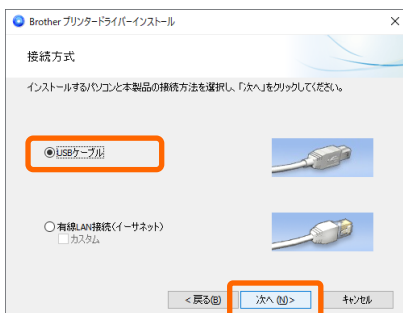 Brother プリンタードライバーインストール
接続方式
インストールするパソコンと本製品の接続方法を選択し、「次へ」をクリックしてください。
USBケーブル
有線LAN接続(イーサネット)
カスタム
< 戻る(B)
次へ (N)>
キャンセル